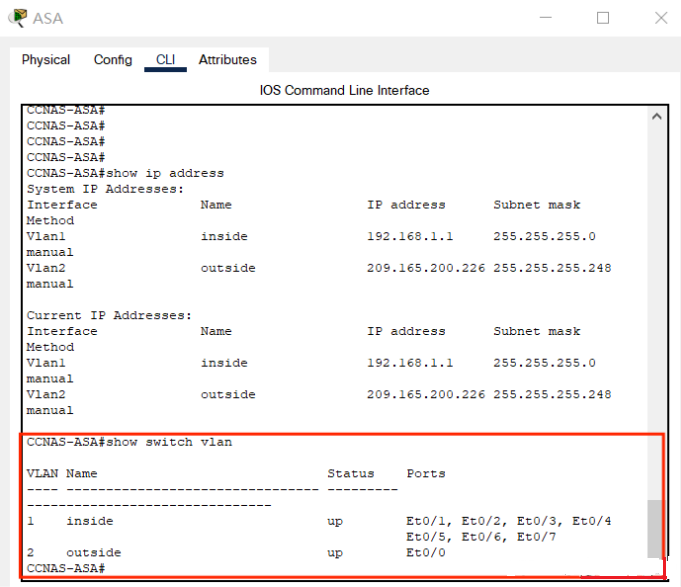 ASA
Physical Config CLI Attributes
IOS Command Line Interface
CCNAS-ASA#
CCNAS-ASA#
CCNAS-ASA#
CCNAS-ASA#
CCNAS-ASA#show ip address
System IP Addresses:
Interface Name IP address Subnet mask
Method
Vlan1 inside 192.168.1.1 255.255.255.0
manual
Vlan2 outside 209.165.200.226 255.255.255.248
manual
Current IP Addresses:
Interface Name IP address Subnet mask
Method
Vlan1 inside 192.168.1.1 255.255.255.0
manual
Vlan2 outside 209.165.200.226 255.255.255.248
manual
CCNAS-ASA#show switch vlan
VLAN Name Status Ports
---- -------------------------------- ---------
-------------------------------
1 inside up Et0/1, Et0/2, Et0/3, Et0/4
Et0/5, Et0/6, Et0/7
2 outside up Et0/0
CCNAS-ASA#